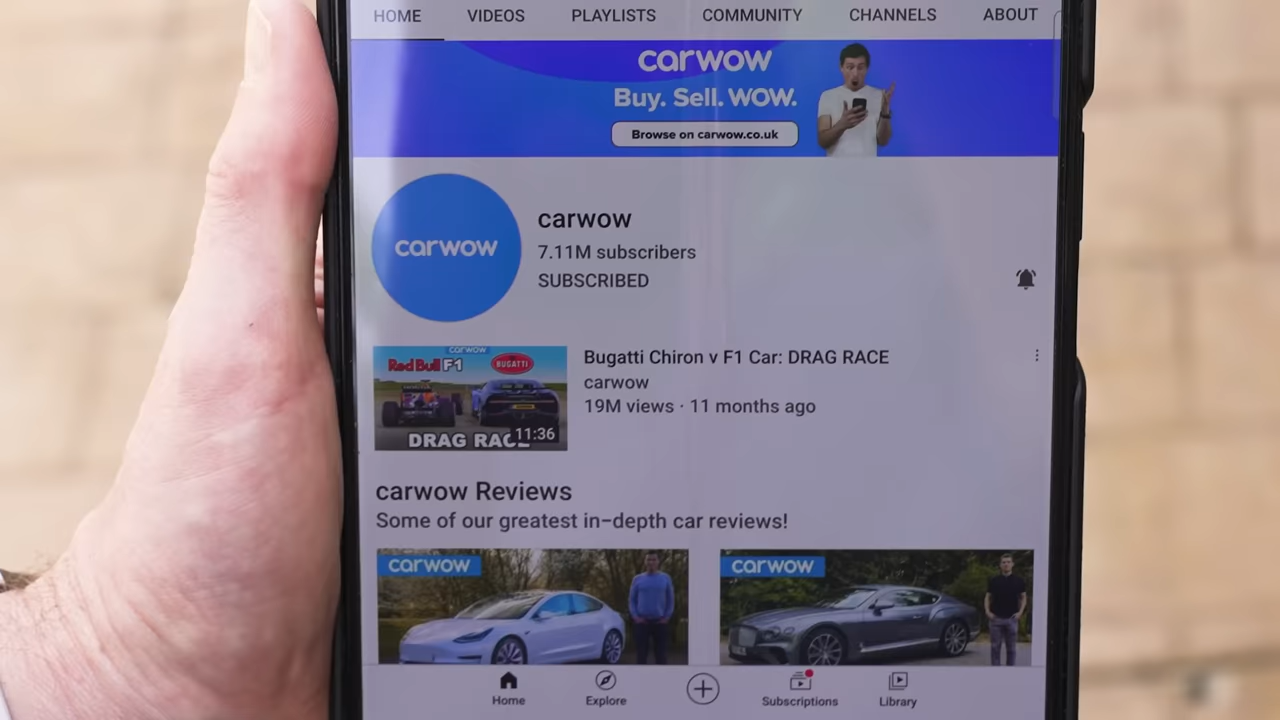 HOME VIDEOS PLAYLISTS COMMUNITY CHANNELS ABOUT
carwow
Buy. Sell. WOW.
Browse on carwow.co.uk
carwow
carwow
7.11M subscribers
SUBSCRIBED
carwow
Red Bull F1
BUGATTI
DRAG RACE
11:36
Bugatti Chiron v F1 Car: DRAG RACE
carwow
19M views · 11 months ago
carwow Reviews
Some of our greatest in-depth car reviews!
carwow
carwow
Home Explore Subscriptions Library